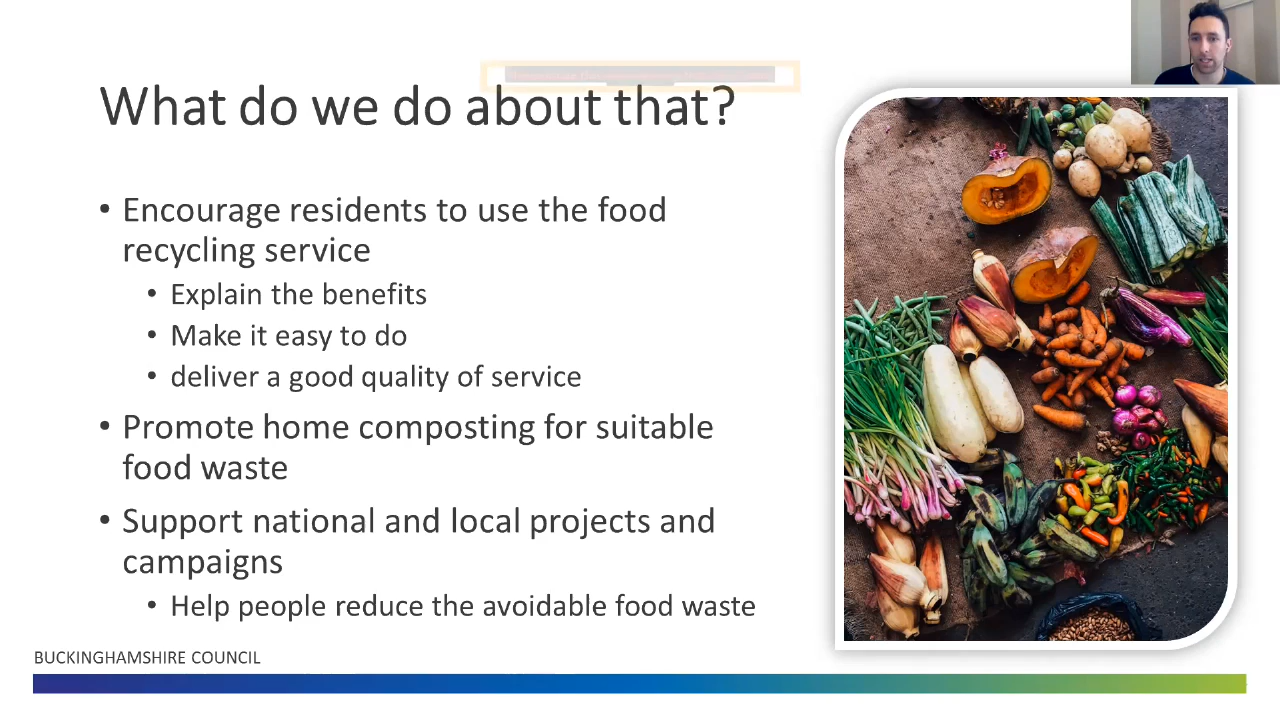 What do we do about that?
• Encourage residents to use the food
recycling service
• Explain the benefits
• Make it easy to do
• deliver a good quality of service
• Promote home composting for suitable
food waste
• Support national and local projects and
campaigns
• Help people reduce the avoidable food waste
BUCKINGHAMSHIRE COUNCIL